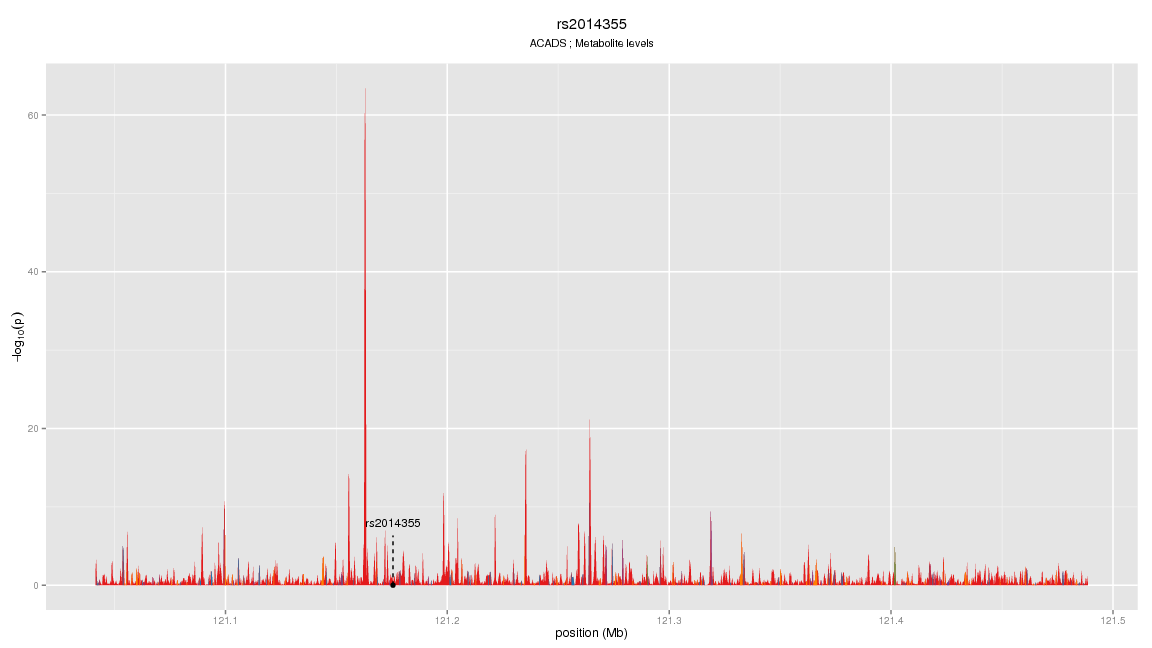 rs2014355
ACADS ; Metabolite levels
60
40
20
0
−log10(p)
rs2014355
121.1
121.2
121.3
121.4
121.5
position (Mb)